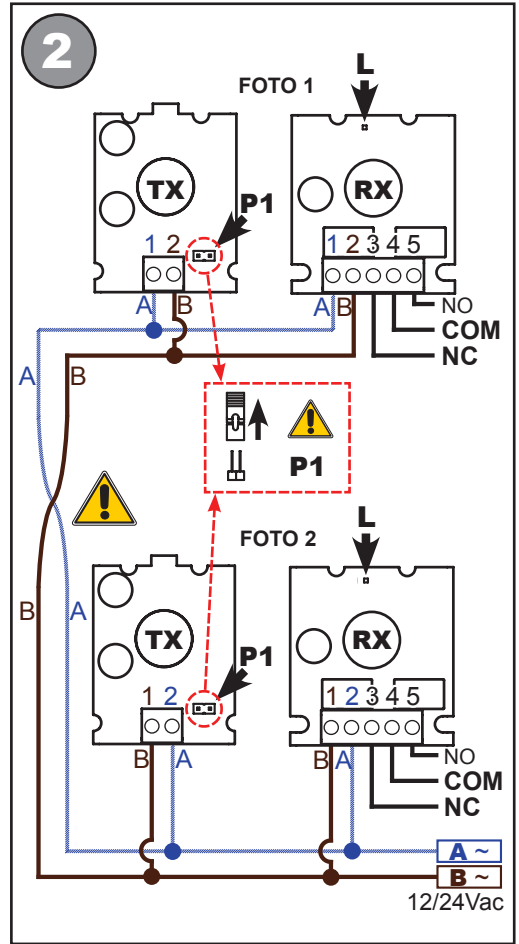 2
FOTO 1
L
TX
RX
P1
1 2
1 2 3 4 5
A B
A B
NO
COM
NC
A B
P1
FOTO 2
L
B A
TX
RX
P1
1 2
1 2 3 4 5
B A
B A
NO
COM
NC
A ~
B ~
12/24Vac